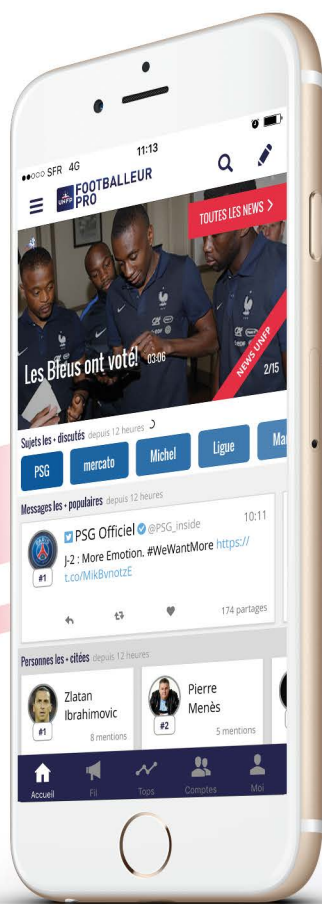 SFR 4G 11:13
UNFP FOOTBALLEUR
PRO
TOUTES LES NEWS >
Les Bleus ont voté! 03:06
NEWS UNFP
2/15
Sujets les + discutés depuis 12 heures
PSG mercato Michel Ligue Ma
Messages les + populaires depuis 12 heures
PSG Officiel @PSG_inside 10:11
J-2 : More Emotion. #WeWantMore https://
t.co/MikBvnotzE
#1
174 partages
Personnes les + citées depuis 12 heures
Zlatan
Ibrahimovic
#1
8 mentions
Pierre
Menès
#2
5 mentions
Accueil Fil Tops Comptes Moi